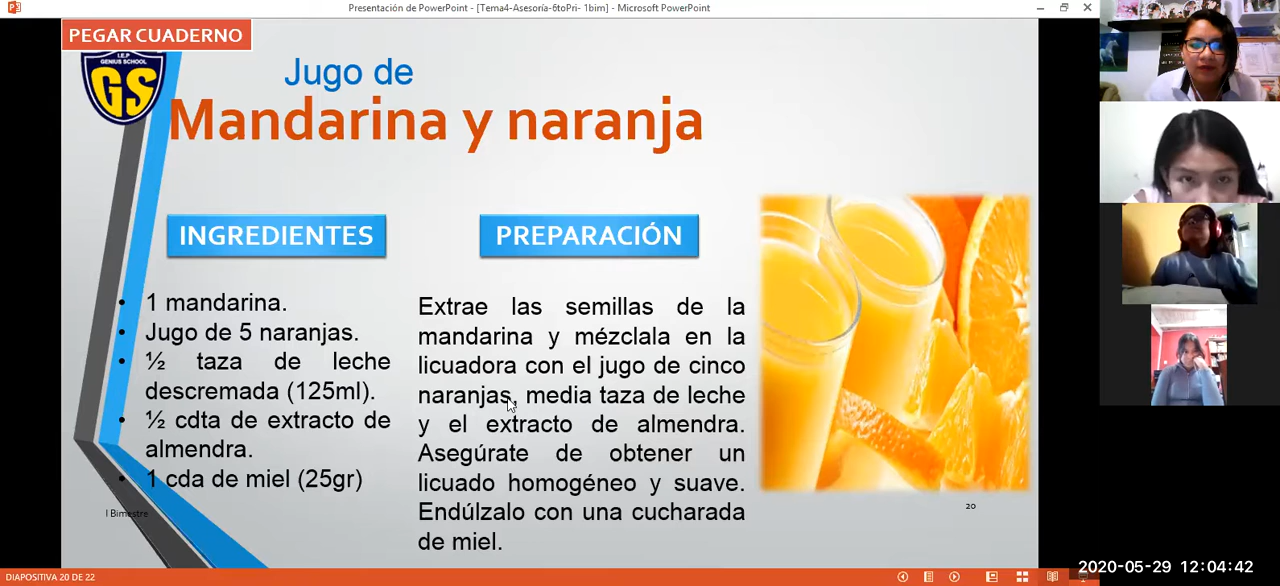 Presentación de PowerPoint - [Tema4-Asesoría-6toPri- 1bim] - Microsoft PowerPoint
PEGAR CUADERNO
I.E.P
GENIUS SCHOOL
GS
Jugo de
Mandarina y naranja
INGREDIENTES
1 mandarina.
Jugo de 5 naranjas.
½ taza de leche
descremada (125ml).
½ cdta de extracto de
almendra.
1 cda de miel (25gr)
PREPARACIÓN
Extrae las semillas de la
mandarina y mézclala en la
licuadora con el jugo de cinco
naranjas, media taza de leche
y el extracto de almendra.
Asegúrate de obtener un
licuado homogéneo y suave.
Endúlzalo con una cucharada
de miel.
I Bimestre
20
DIAPOSITIVA 20 DE 22
2020-05-29 12:04:42